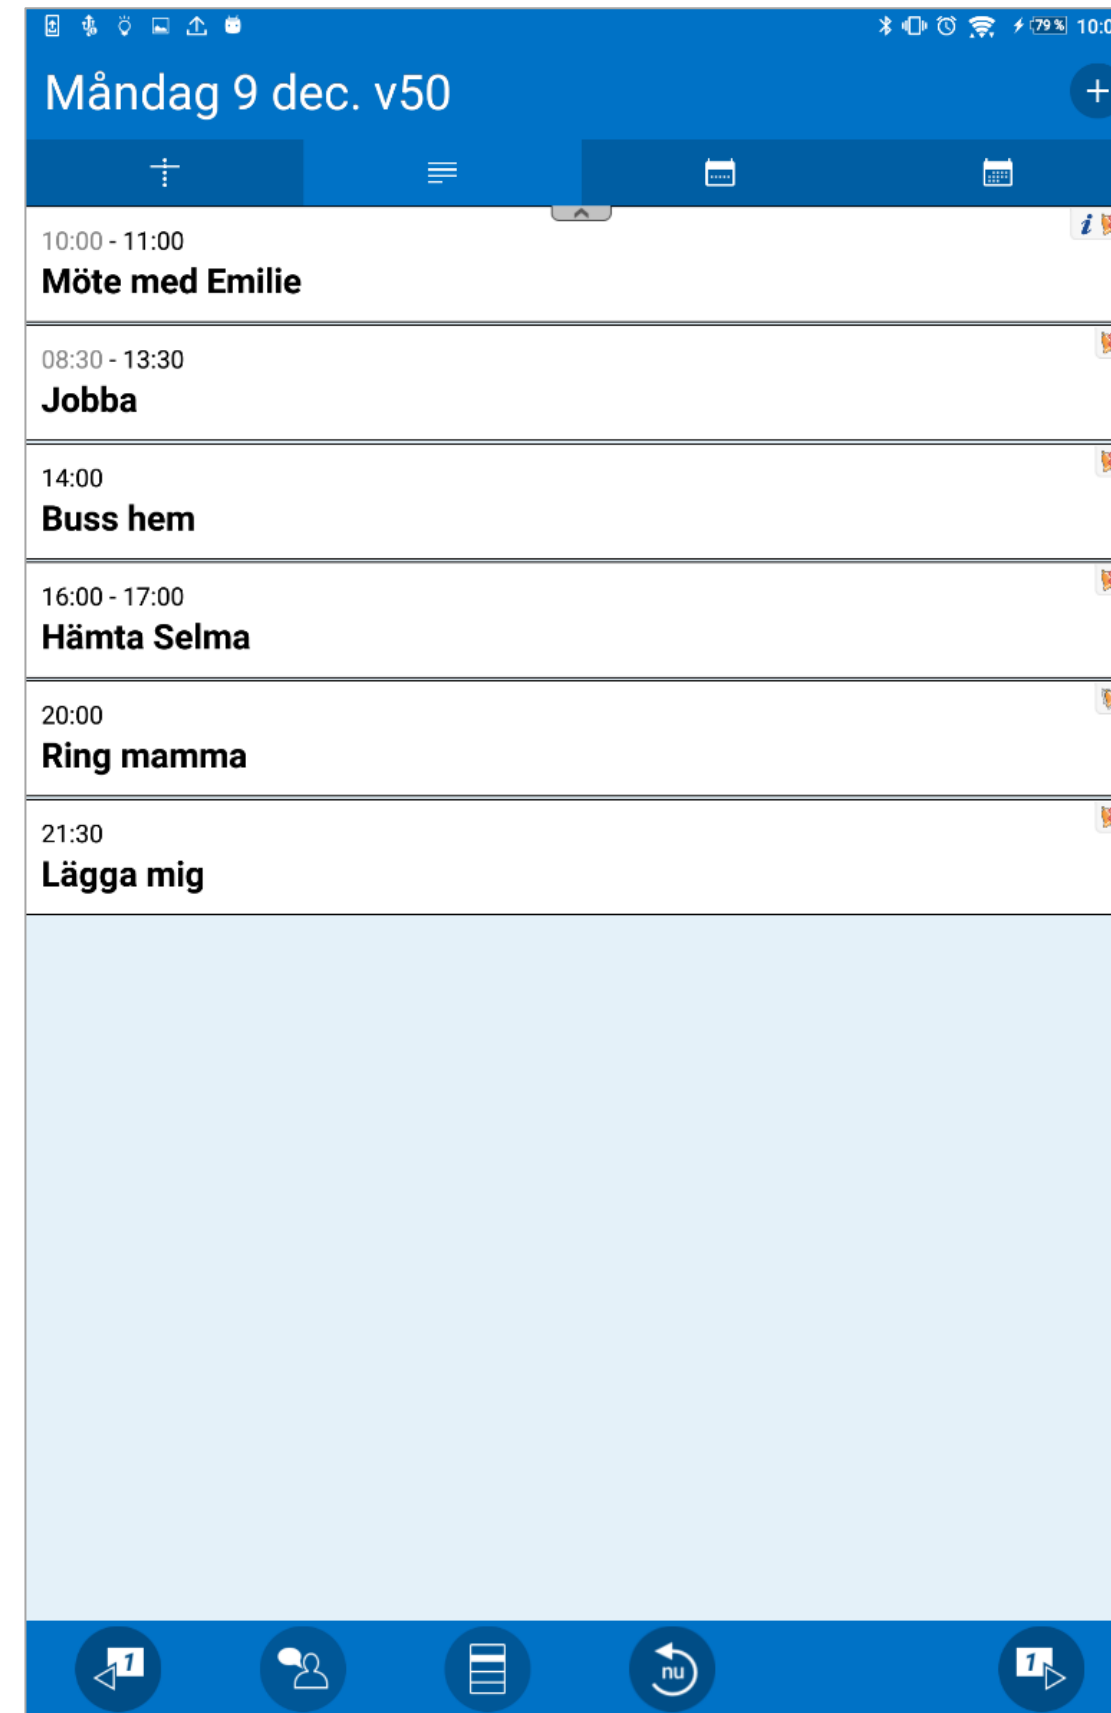 79 %
Måndag 9 dec. v50
10:00 - 11:00
i
Möte med Emilie
08:30 - 13:30
Jobba
14:00
Buss hem
16:00 - 17:00
Hämta Selma
20:00
Ring mamma
21:30
Lägga mig
1
nu
1